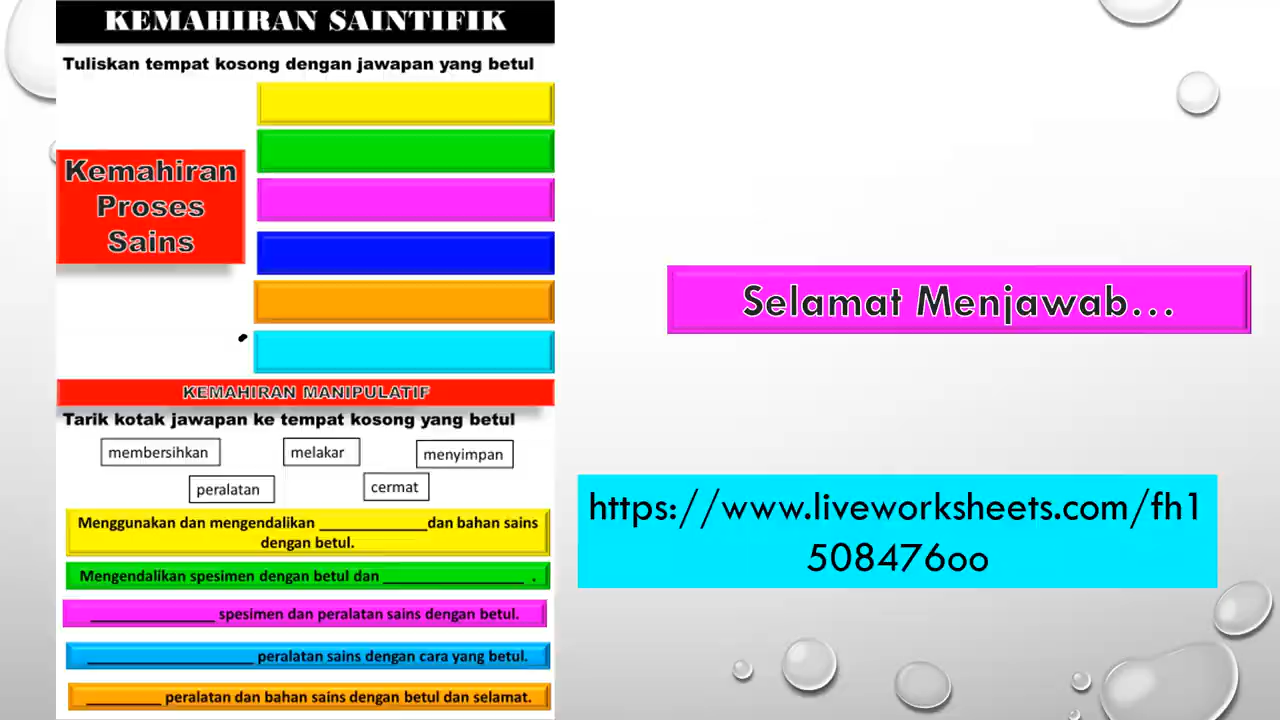 KEMAHIRAN SAINTIFIK
Tuliskan tempat kosong dengan jawapan yang betul
Kemahiran
Proses
Sains
KEMAHIRAN MANIPULATIF
Tarik kotak jawapan ke tempat kosong yang betul
membersihkan
melakar
menyimpan
peralatan
cermat
Menggunakan dan mengendalikan ______________dan bahan sains
dengan betul.
Mengendalikan spesimen dengan betul dan __________________ .
________________ spesimen dan peralatan sains dengan betul.
_____________________ peralatan sains dengan cara yang betul.
__________ peralatan dan bahan sains dengan betul dan selamat.
Selamat Menjawab...
https://www.liveworksheets.com/fh1
508476oo